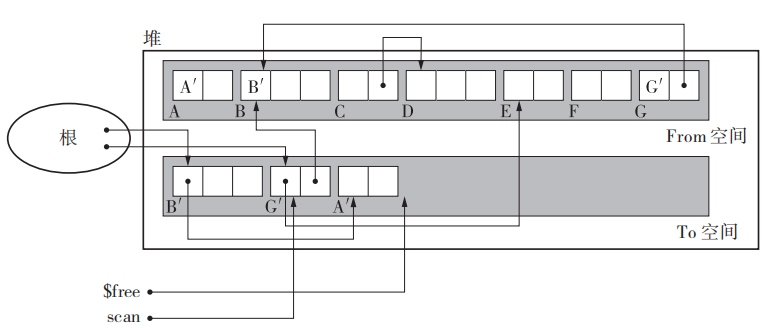 堆
A′ B′ G′
A B C D E F G
From 空间
根
B′ G′ A′
To 空间
$free
scan